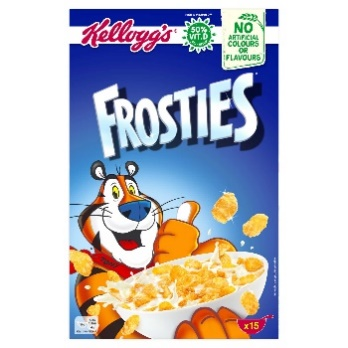 Kellogg's
50%
VIT.D
NO
ARTIFICIAL
COLOURS
OR
FLAVOURS
FROSTIES
x15